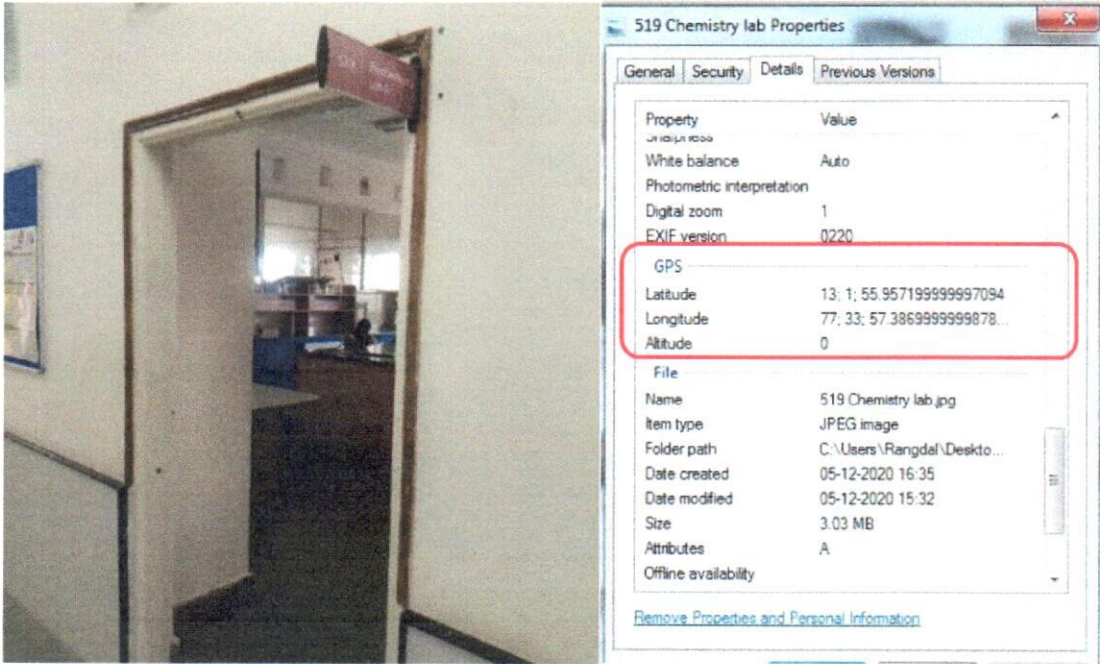 519 Chemistry lab Properties
X
General Security Details Previous Versions
Property Value
Sharpness
White balance Auto
Photometric interpretation
Digital zoom 1
EXIF version 0220
GPS
Latitude 13; 1; 55.957199999997094
Longitude 77; 33; 57.3869999999878...
Altitude 0
File
Name 519 Chemistry lab.jpg
Item type JPEG image
Folder path C:\Users\Rangdal\Deskto...
Date created 05-12-2020 16:35
Date modified 05-12-2020 15:32
Size 3.03 MB
Attributes A
Offline availability
Remove Properties and Personal Information